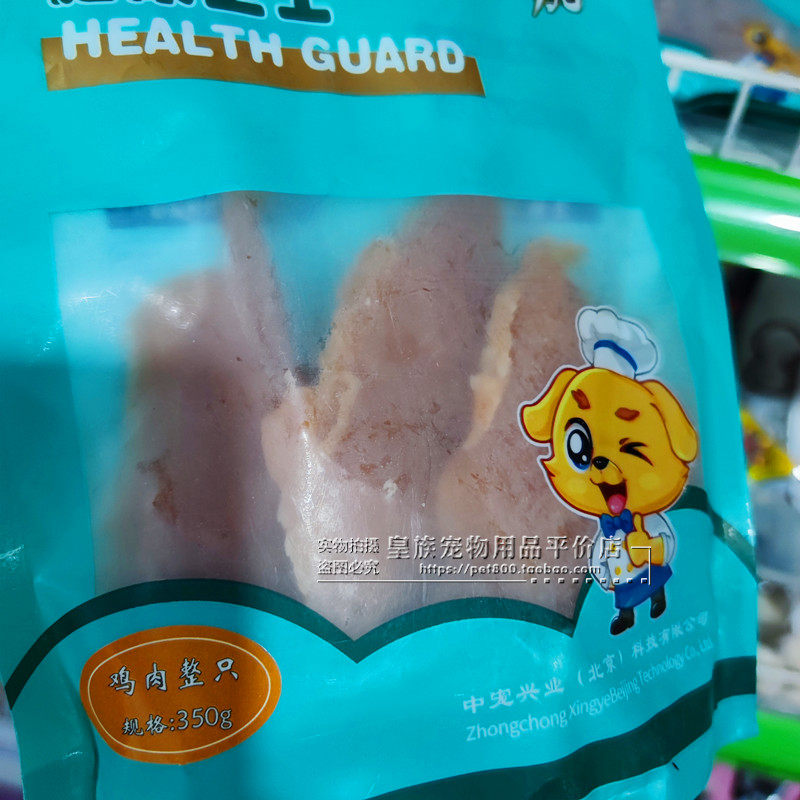 HEALTH GUARD
实物拍摄
盗图必究
皇族宠物用品平价店
https://pet800.taobao.com
鸡肉整只
规格:350g
中宠兴业（北京）科技有限公司
Zhongchong XingyeBeijing Technology Co., Ltd.